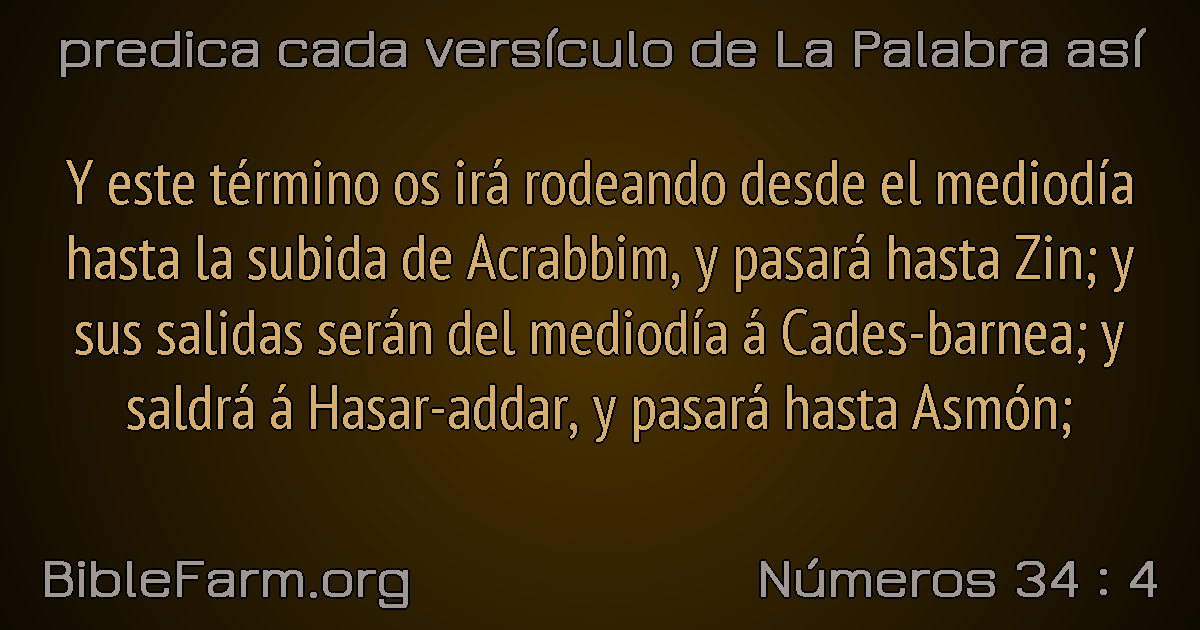 predica cada versículo de La Palabra así
Y este término os irá rodeando desde el mediodía
hasta la subida de Acrabbim, y pasará hasta Zin; y
sus salidas serán del mediodía á Cades-barnea; y
saldrá á Hasar-addar, y pasará hasta Asmón;
BibleFarm.org
Números 34 : 4